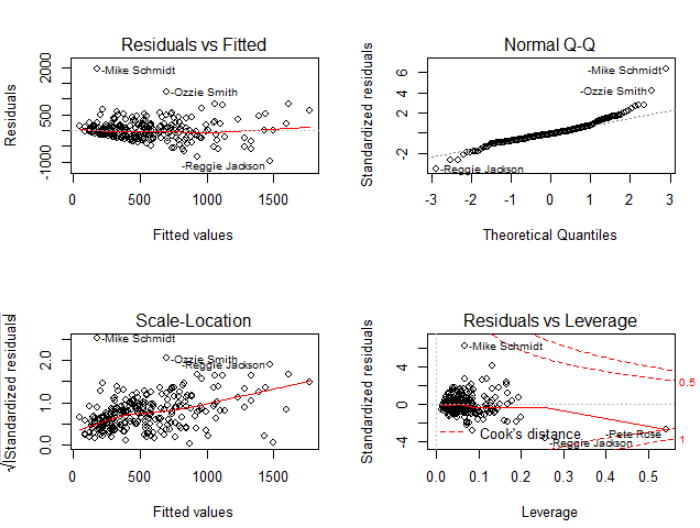 Residuals vs Fitted
Residuals
2000
500
-1000
-Mike Schmidt
-Ozzie Smith
-Reggie Jackson
0 500 1000 1500
Fitted values
Normal Q-Q
Standardized residuals
6
4
2
-2
-Mike Schmidt
-Ozzie Smith
-Reggie Jackson
-3 -2 -1 0 1 2 3
Theoretical Quantiles
Scale-Location
√|Standardized residuals|
2.0
1.0
0.0
-Mike Schmidt
-Ozzie Smith
-Reggie Jackson
0 500 1000 1500
Fitted values
Residuals vs Leverage
Standardized residuals
4
0
-4
-Mike Schmidt
0.5
Cook's distance
-Pete Rose
-Reggie Jackson
1
0.0 0.1 0.2 0.3 0.4 0.5
Leverage